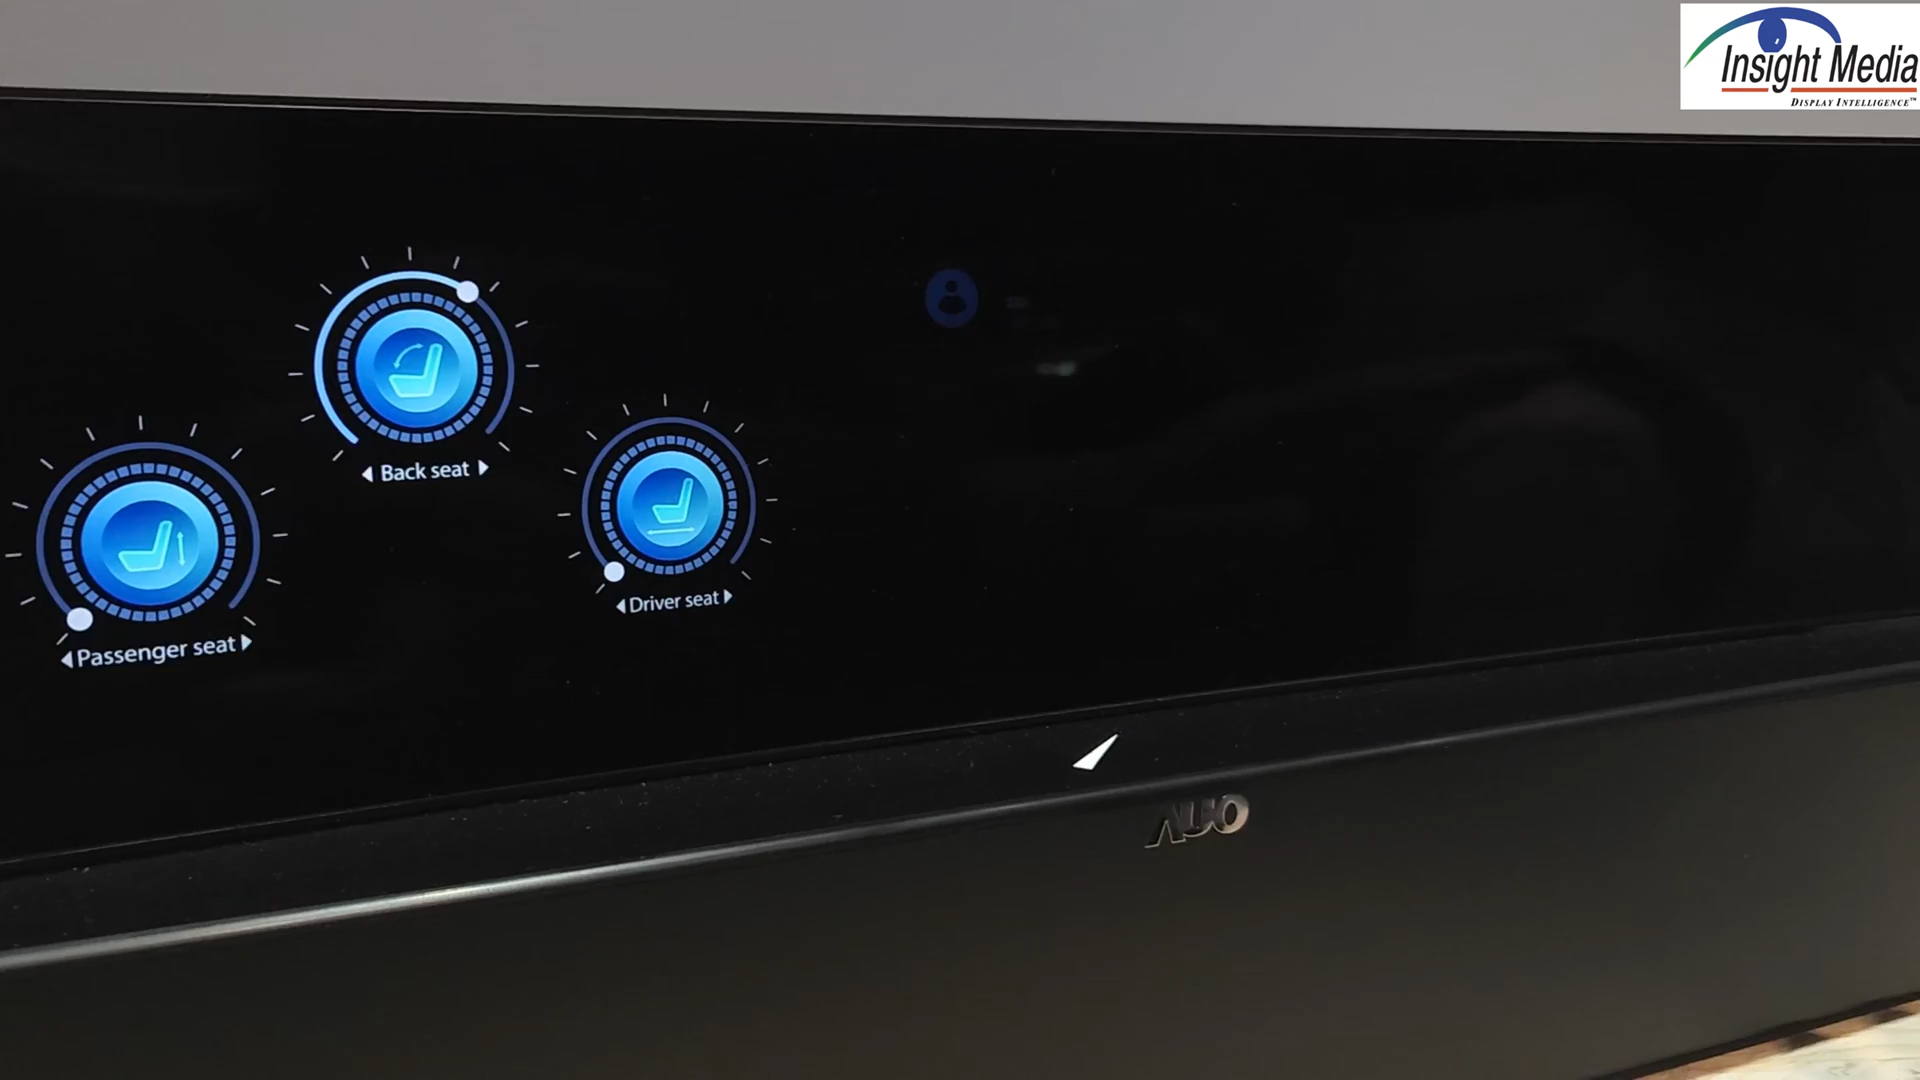 Insight Media
DISPLAY INTELLIGENCE™
Back seat
Driver seat
Passenger seat
AUO